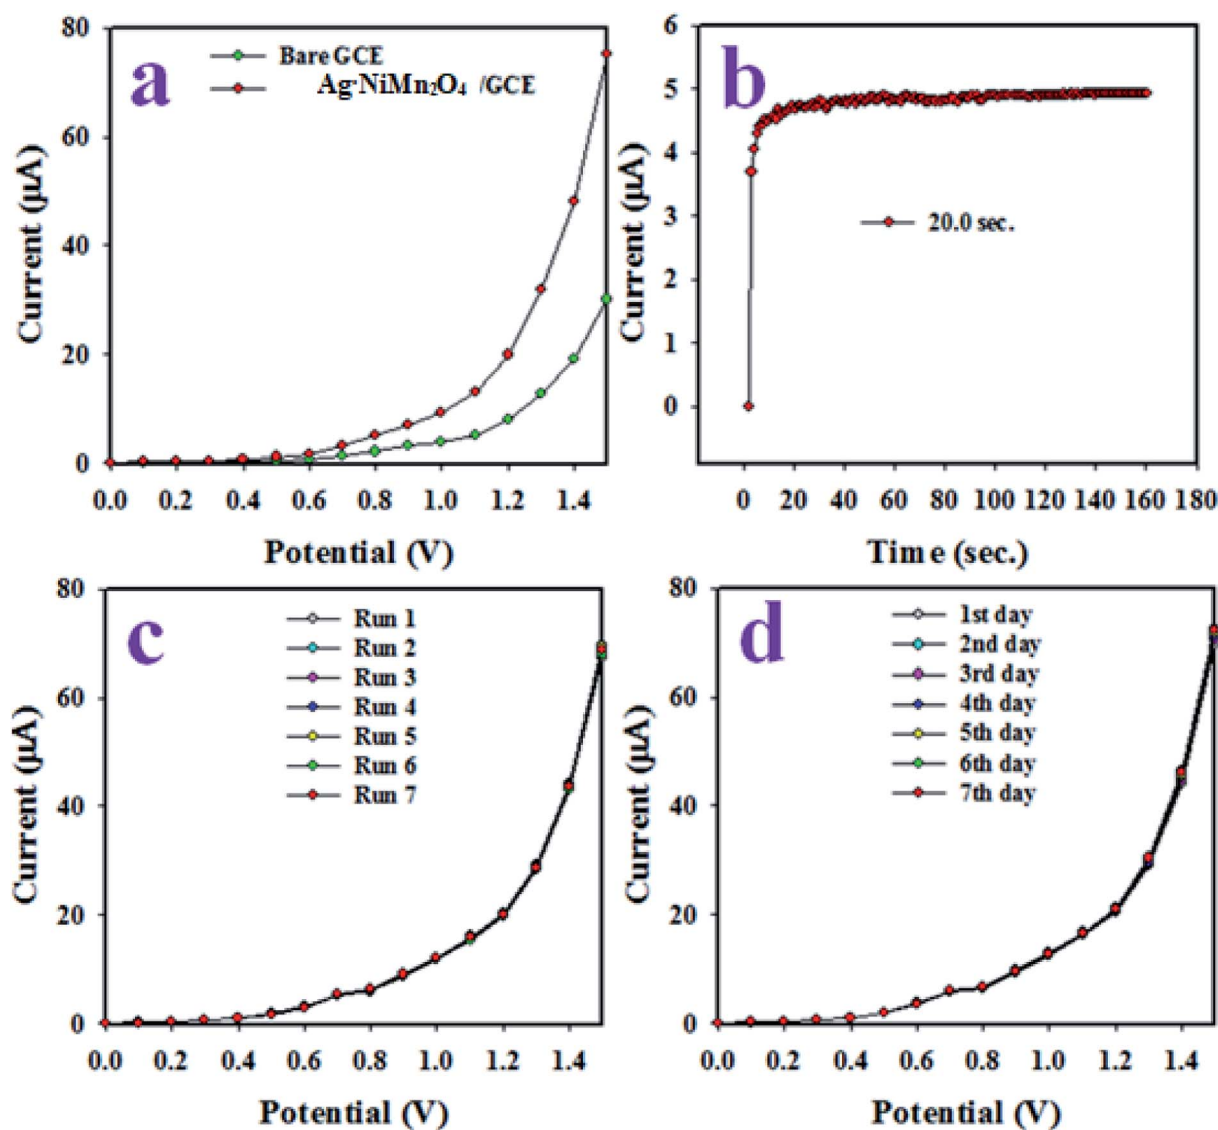 a
Bare GCE
Ag-NiMn₂O₄ /GCE
Current (μA)
80
60
40
20
0
0.0 0.2 0.4 0.6 0.8 1.0 1.2 1.4
Potential (V)
b
20.0 sec.
Current (μA)
6
5
4
3
2
1
0
0 20 40 60 80 100 120 140 160 180
Time (sec.)
c
Run 1
Run 2
Run 3
Run 4
Run 5
Run 6
Run 7
Current (μA)
80
60
40
20
0
0.0 0.2 0.4 0.6 0.8 1.0 1.2 1.4
Potential (V)
d
1st day
2nd day
3rd day
4th day
5th day
6th day
7th day
Current (μA)
80
60
40
20
0
0.0 0.2 0.4 0.6 0.8 1.0 1.2 1.4
Potential (V)